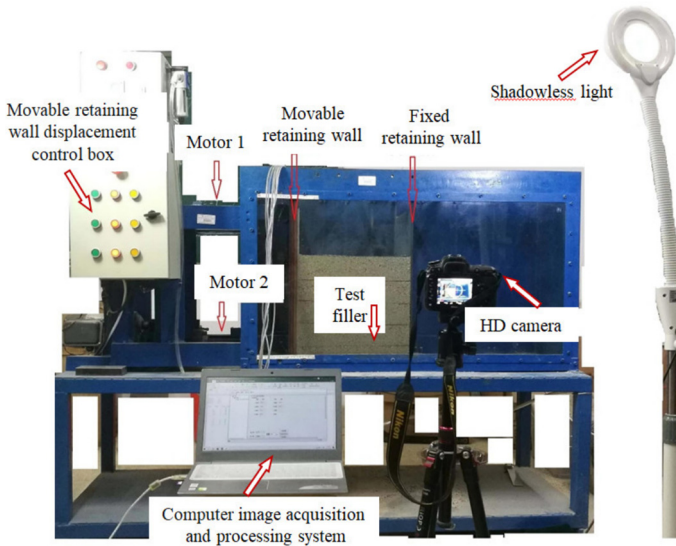 Shadowless light
Movable retaining
wall displacement
control box
Motor 1
Movable
retaining wall
Fixed
retaining wall
Motor 2
Test
filler
HD camera
Nikon
Nikon
Computer image acquisition
and processing system